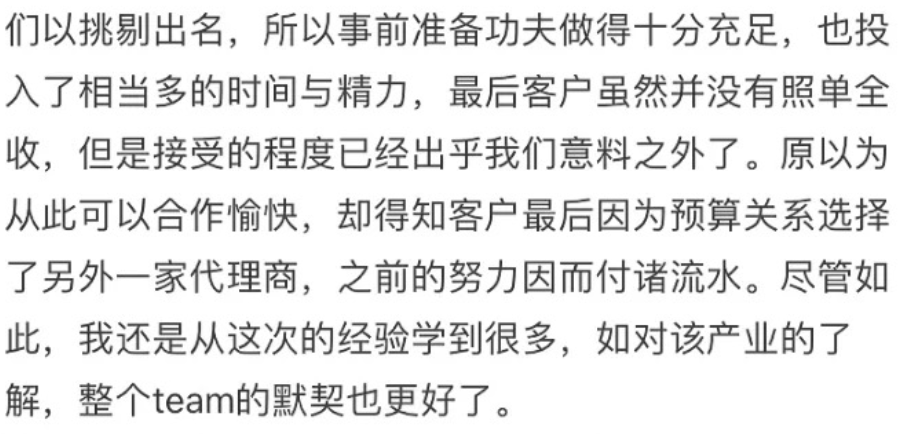 们以挑剔出名，所以事前准备功夫做得十分充足，也投
入了相当多的时间与精力，最后客户虽然并没有照单全
收，但是接受的程度已经出乎我们意料之外了。原以为
从此可以合作愉快，却得知客户最后因为预算关系选择
了另外一家代理商，之前的努力因而付诸流水。尽管如
此，我还是从这次的经验学到很多，如对该产业的了
解，整个team的默契也更好了。